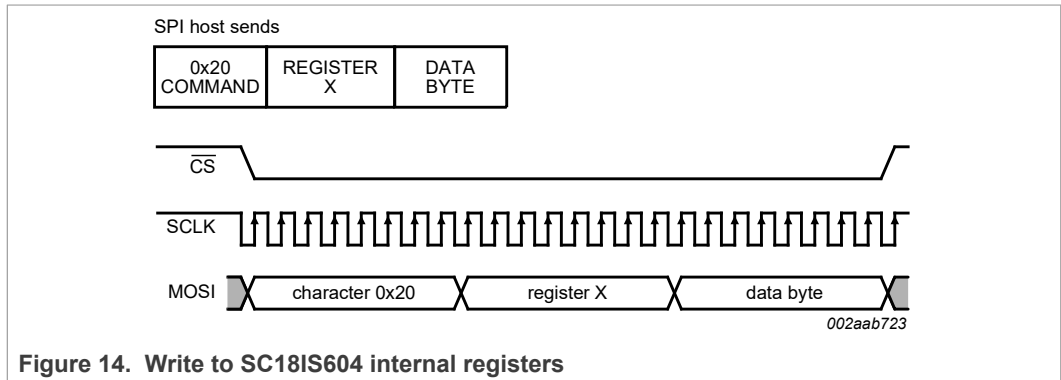 SPI host sends
0x20 REGISTER DATA
COMMAND X BYTE
CS
SCLK
MOSI character 0x20 register X data byte
002aab723
Figure 14. Write to SC18IS604 internal registers